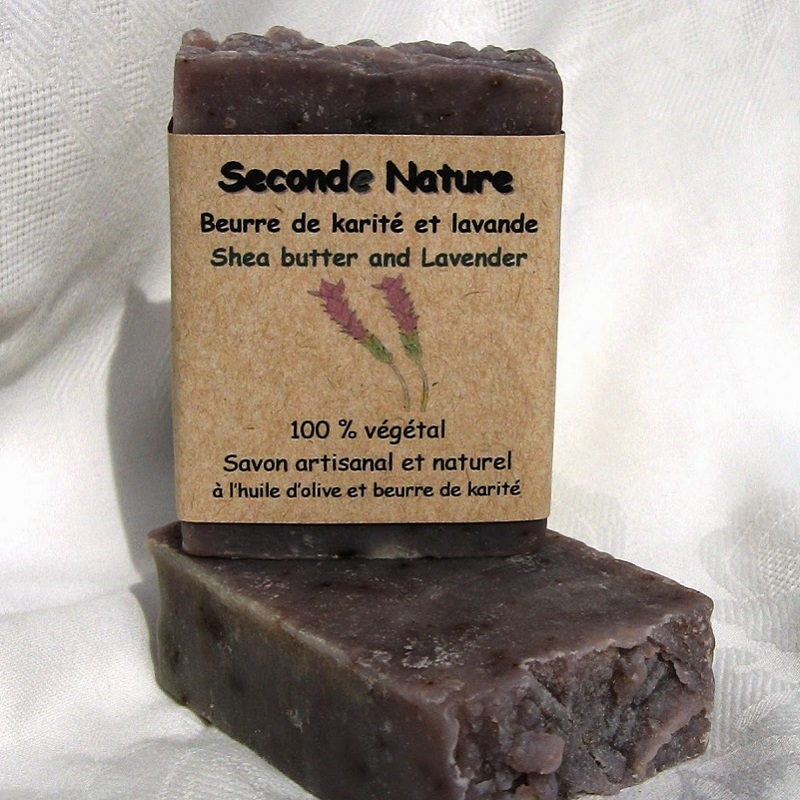 Seconde Nature
Beurre de karité et lavande
Shea butter and Lavender
100 % végétal
Savon artisanal et naturel
à l'huile d'olive et beurre de karité